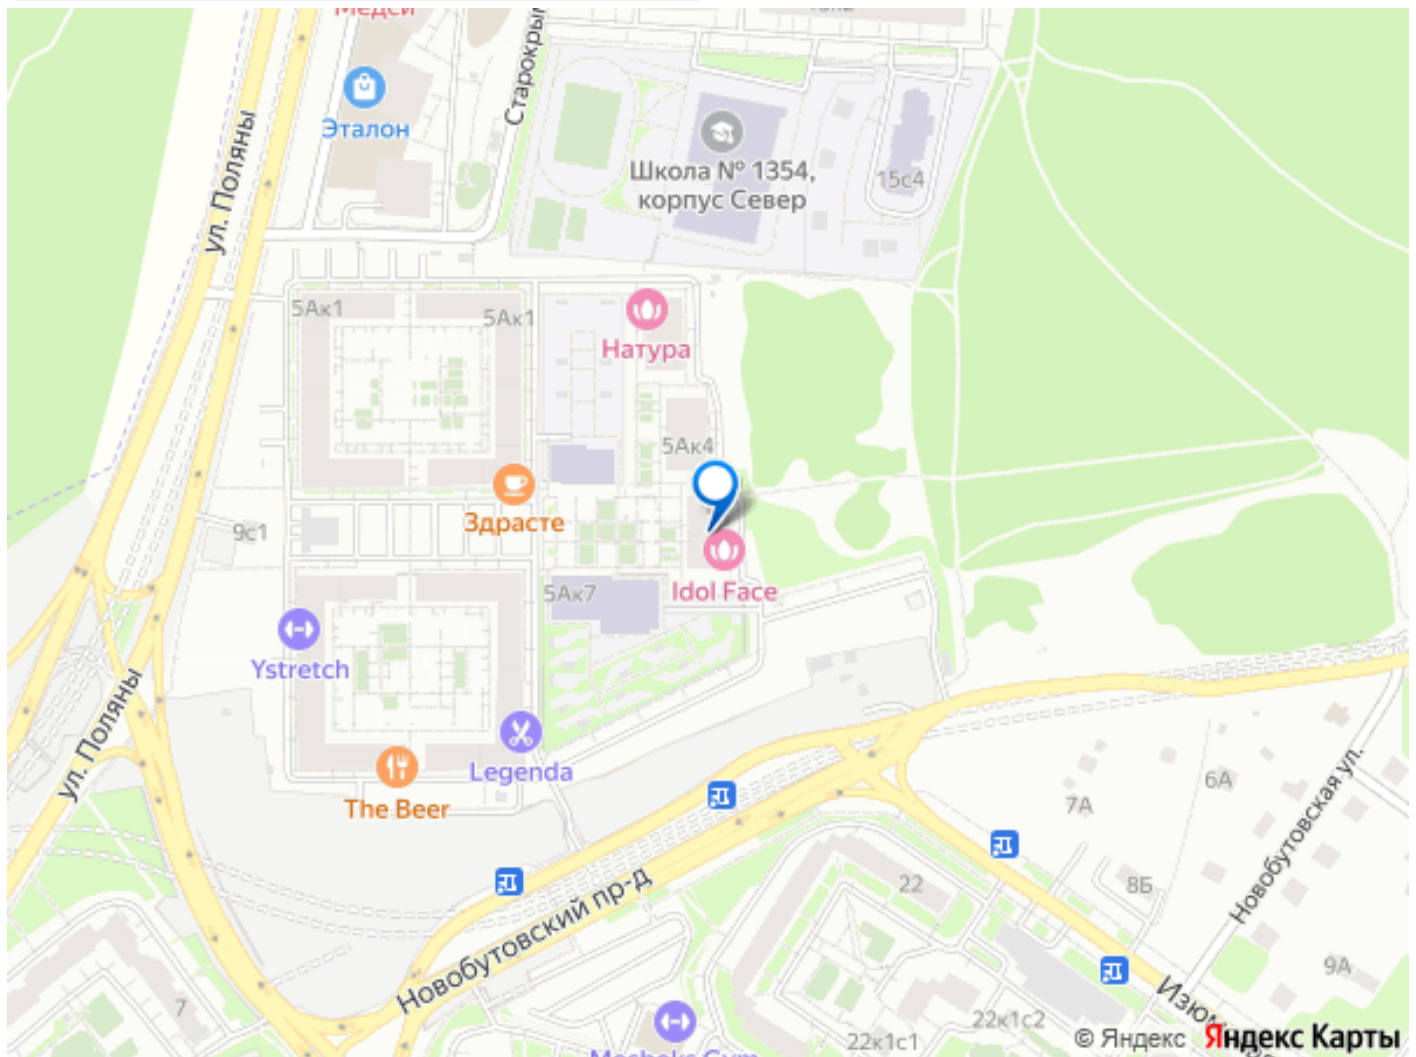 Медси
Эталон
ул. Поляны
Школа № 1354,
корпус Север
15с4
5Ак1
5Ак1
Натура
5Ак4
Здрасте
9с1
Idol Face
5Ак7
Ystretch
ул. Поляны
Legenda
The Beer
6А
7А
Новобутовская ул.
22
8Б
Новобутовский пр-д
9А
7
22к1с2
22к1с1
© Яндекс Яндекс Карты